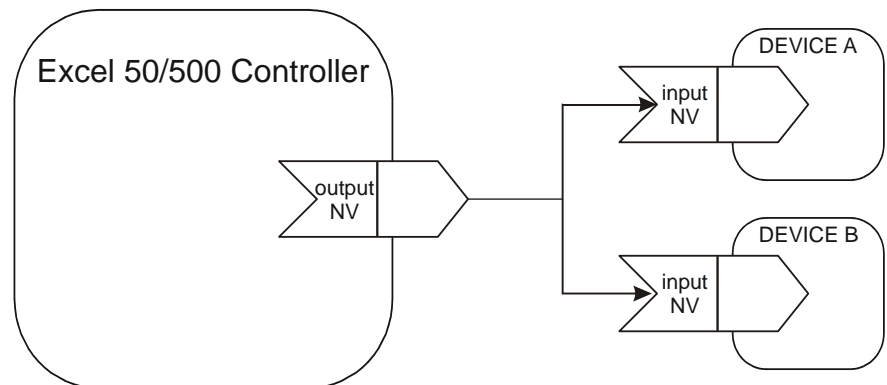 Excel 50/500 Controller
output
NV
DEVICE A
input
NV
DEVICE B
input
NV